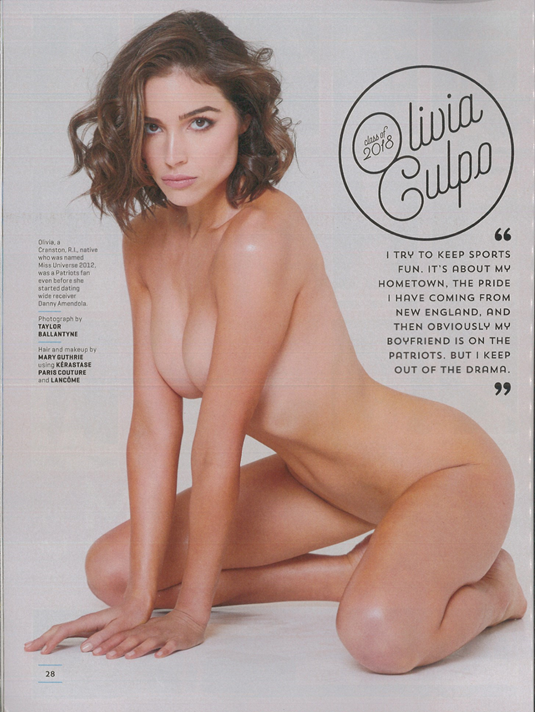 class of
2018
Olivia
Culpo
Olivia, a
Cranston, R.I., native
who was named
Miss Universe 2012,
was a Patriots fan
even before she
started dating
wide receiver
Danny Amendola.
Photograph by
TAYLOR
BALLANTYNE
Hair and makeup by
MARY GUTHRIE
using KÉRASTASE
PARIS COUTURE
and LANCÔME
“
I TRY TO KEEP SPORTS
FUN. IT'S ABOUT MY
HOMETOWN, THE PRIDE
I HAVE COMING FROM
NEW ENGLAND, AND
THEN OBVIOUSLY MY
BOYFRIEND IS ON THE
PATRIOTS. BUT I KEEP
OUT OF THE DRAMA.
”
28